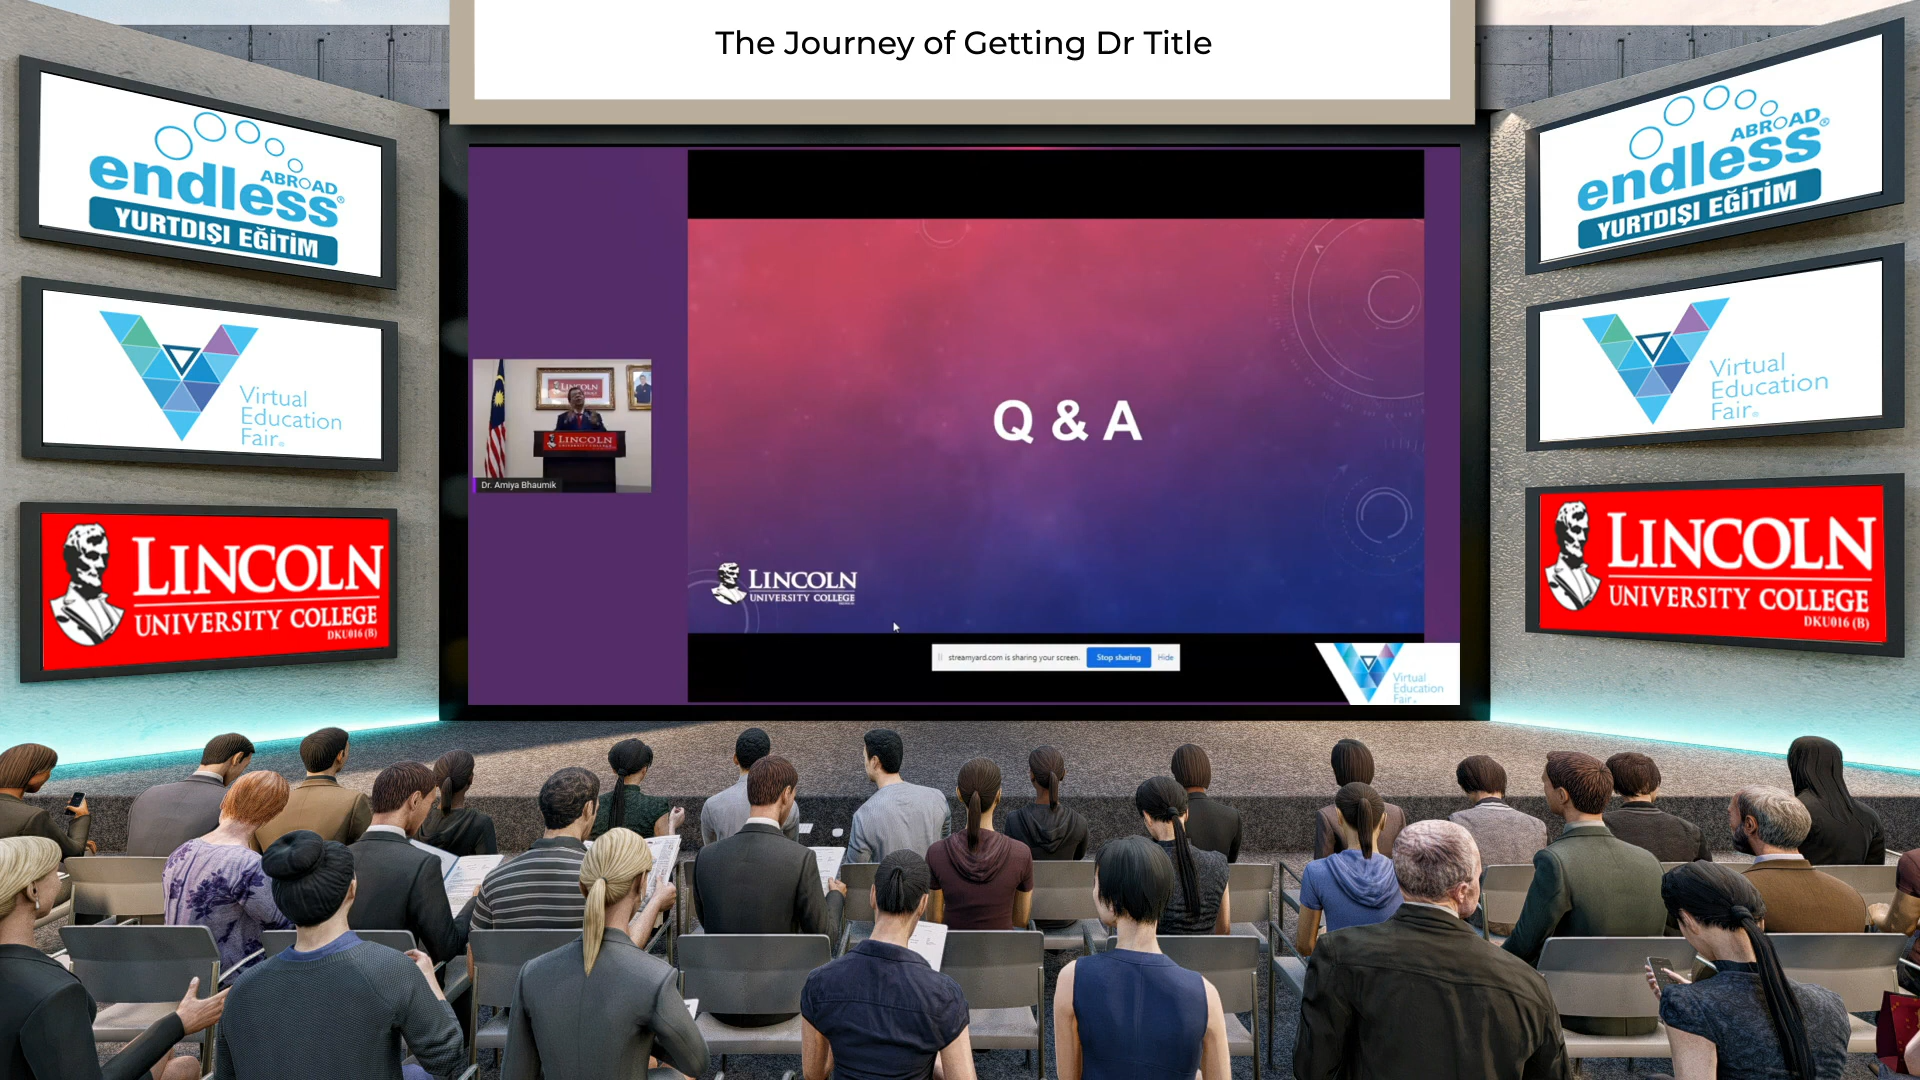 The Journey of Getting Dr Title
ABROAD
endless®
YURTDIŞI EĞİTİM
Virtual
Education
Fair®
LINCOLN
UNIVERSITY COLLEGE
DKU016 (B)
LINCOLN
LINCOLN
Dr. Amiya Bhaumik
Q & A
LINCOLN
UNIVERSITY COLLEGE
streamyard.com is sharing your screen.
Stop sharing
Hide
Virtual
Education
Fair®
ABROAD®
endless
YURTDIŞI EĞİTİM
Virtual
Education
Fair®
LINCOLN
UNIVERSITY COLLEGE
DKU016 (B)